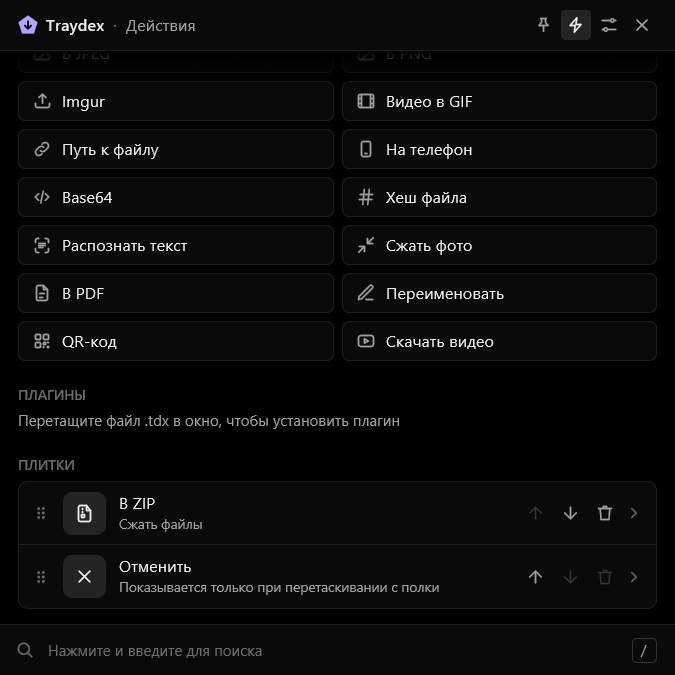 Traydex · Действия
В JPEG
В PNG
Imgur
Видео в GIF
Путь к файлу
На телефон
Base64
Хеш файла
Распознать текст
Сжать фото
В PDF
Переименовать
QR-код
Скачать видео
ПЛАГИНЫ
Перетащите файл .tdx в окно, чтобы установить плагин
ПЛИТКИ
В ZIP
Сжать файлы
Отменить
Показывается только при перетаскивании с полки
Нажмите и введите для поиска
/